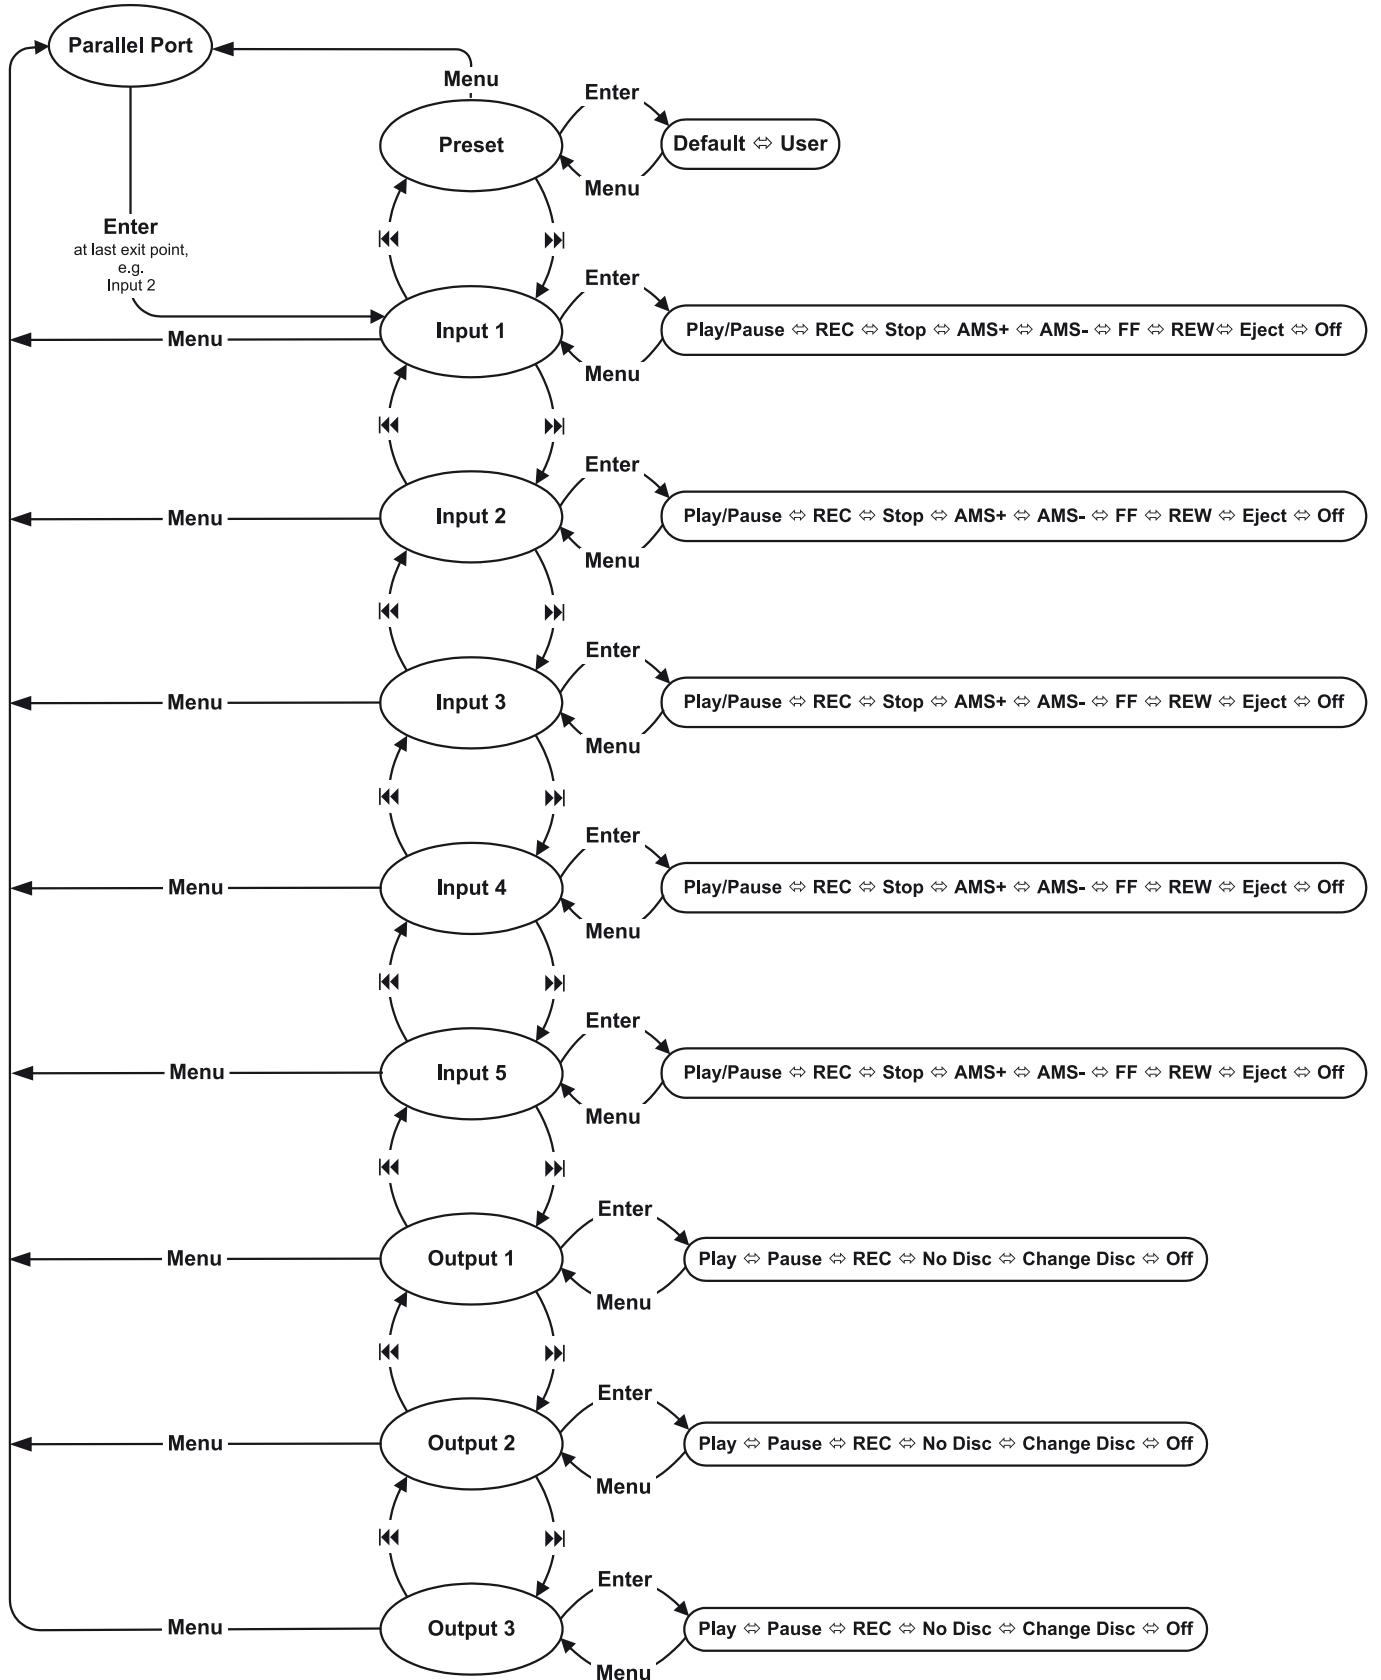 Parallel Port
Menu
Enter
Preset
Default ⇔ User
Menu
Enter
at last exit point,
e.g.
Input 2
Enter
Input 1
Play/Pause ⇔ REC ⇔ Stop ⇔ AMS+ ⇔ AMS- ⇔ FF ⇔ REW⇔ Eject ⇔ Off
Menu
Menu
Enter
Input 2
Play/Pause ⇔ REC ⇔ Stop ⇔ AMS+ ⇔ AMS- ⇔ FF ⇔ REW ⇔ Eject ⇔ Off
Menu
Menu
Enter
Input 3
Play/Pause ⇔ REC ⇔ Stop ⇔ AMS+ ⇔ AMS- ⇔ FF ⇔ REW ⇔ Eject ⇔ Off
Menu
Menu
Enter
Input 4
Play/Pause ⇔ REC ⇔ Stop ⇔ AMS+ ⇔ AMS- ⇔ FF ⇔ REW ⇔ Eject ⇔ Off
Menu
Menu
Enter
Input 5
Play/Pause ⇔ REC ⇔ Stop ⇔ AMS+ ⇔ AMS- ⇔ FF ⇔ REW ⇔ Eject ⇔ Off
Menu
Menu
Enter
Output 1
Play ⇔ Pause ⇔ REC ⇔ No Disc ⇔ Change Disc ⇔ Off
Menu
Menu
Enter
Output 2
Play ⇔ Pause ⇔ REC ⇔ No Disc ⇔ Change Disc ⇔ Off
Menu
Menu
Enter
Output 3
Play ⇔ Pause ⇔ REC ⇔ No Disc ⇔ Change Disc ⇔ Off
Menu
Menu